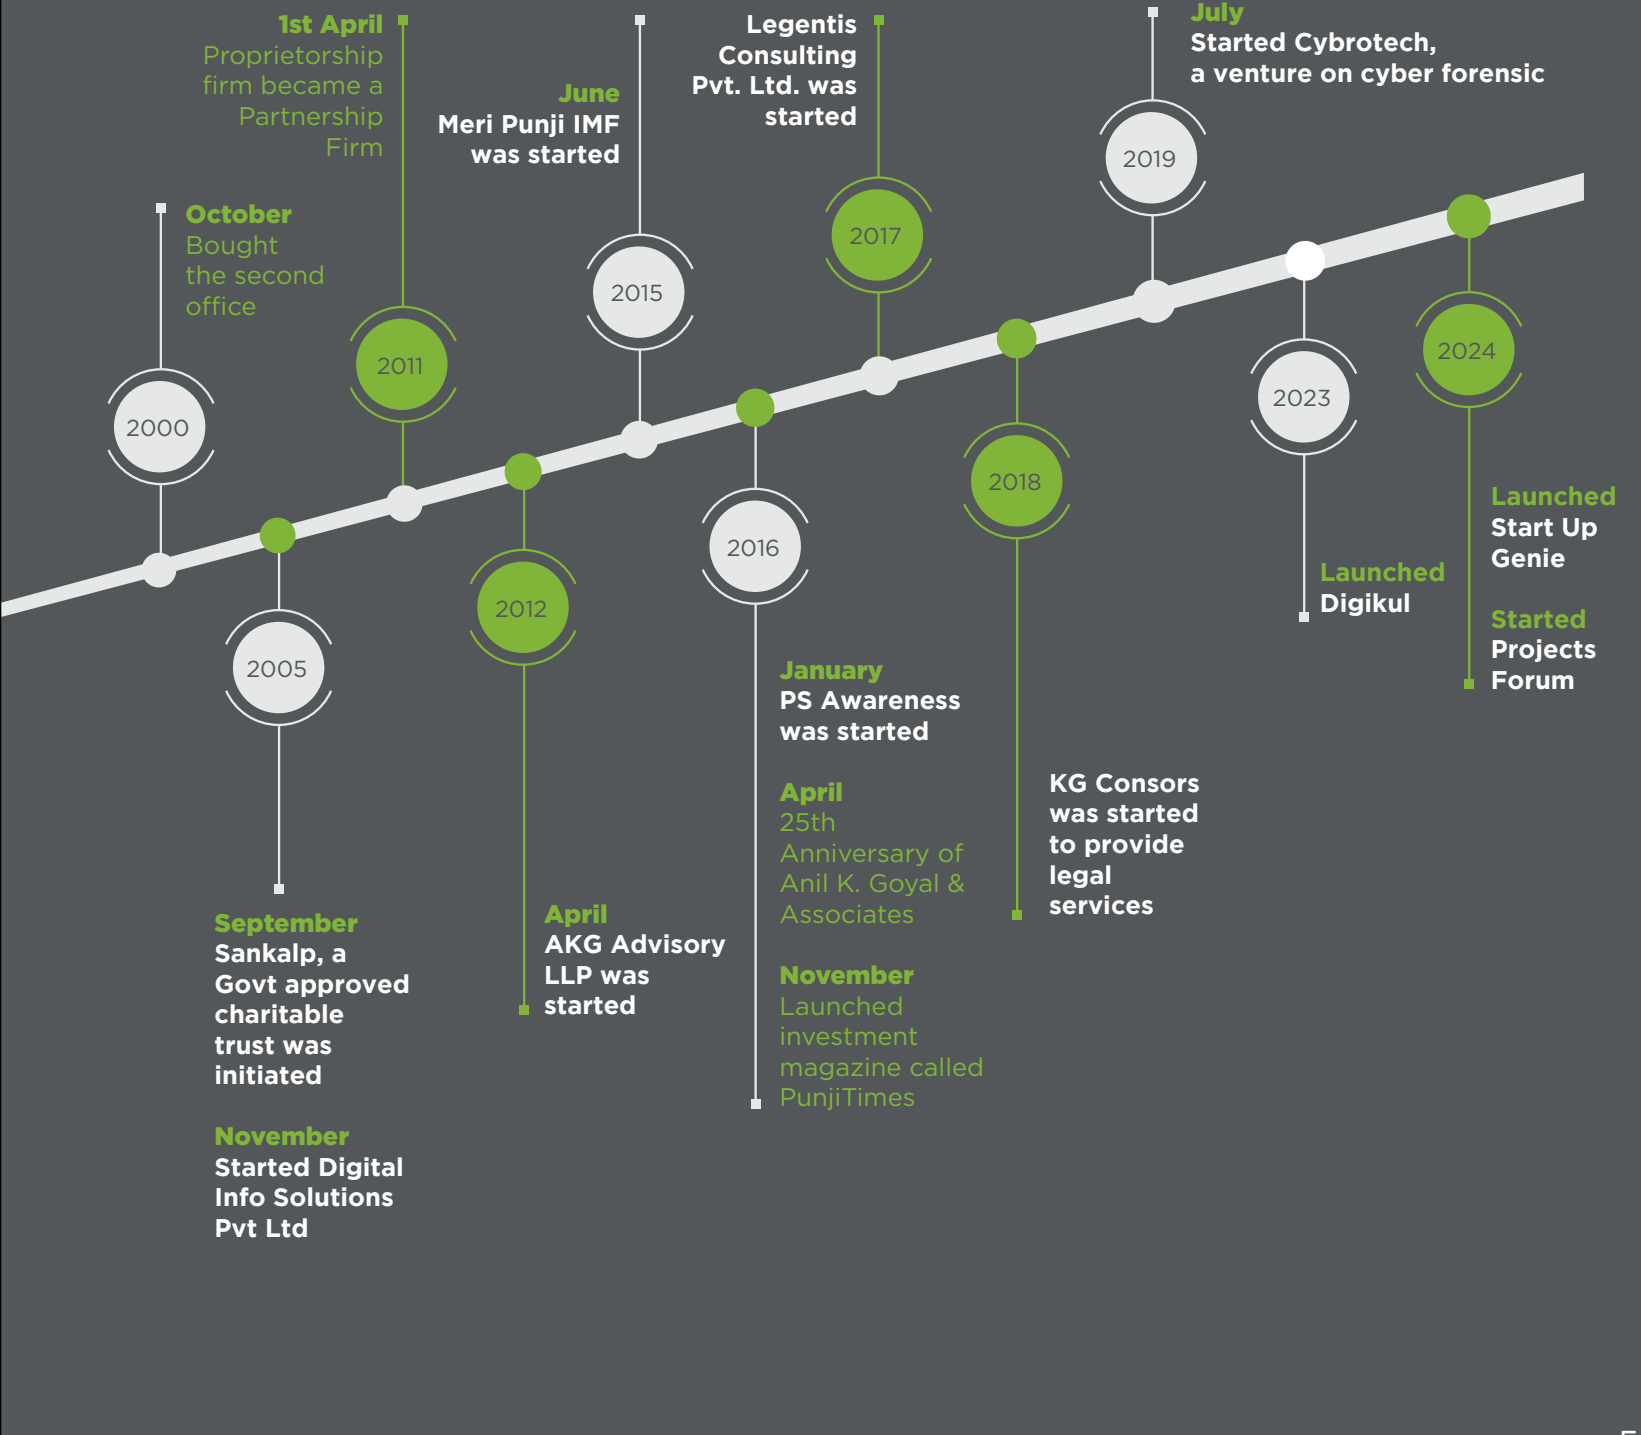 2000
October
Bought
the second
office
2005
September
Sankalp, a
Govt approved
charitable
trust was
initiated
November
Started Digital
Info Solutions
Pvt Ltd
1st April
Proprietorship
firm became a
Partnership
Firm
2011
2012
April
AKG Advisory
LLP was
started
June
Meri Punji IMF
was started
2015
2016
January
PS Awareness
was started
April
25th
Anniversary of
Anil K. Goyal &
Associates
November
Launched
investment
magazine called
PunjiTimes
Legentis
Consulting
Pvt. Ltd. was
started
2017
2018
KG Consors
was started
to provide
legal
services
July
Started Cybrotech,
a venture on cyber forensic
2019
2023
Launched
Digikul
2024
Launched
Start Up
Genie
Started
Projects
Forum